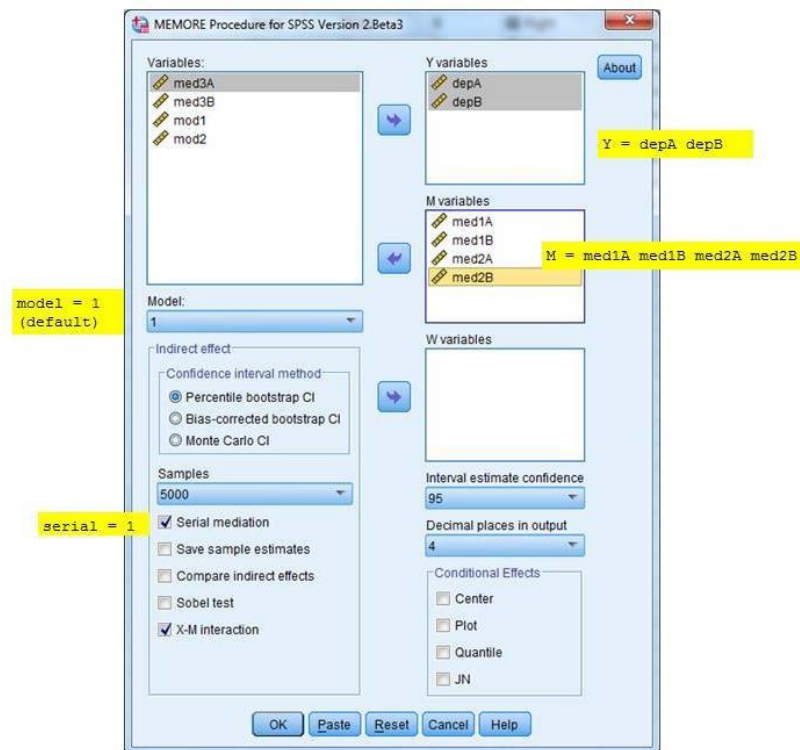 MEMORE Procedure for SPSS Version 2.Beta3
Variables:
med3A
med3B
mod1
mod2
Y variables
depA
depB
About
Y = depA depB
M variables
med1A
med1B
med2A
med2B
M = med1A med1B med2A med2B
model = 1
(default)
Model:
1
W variables
Indirect effect
Confidence interval method
Percentile bootstrap CI
Bias-corrected bootstrap CI
Monte Carlo CI
Samples
5000
serial = 1
Serial mediation
Save sample estimates
Compare indirect effects
Sobel test
X-M interaction
Interval estimate confidence
95
Decimal places in output
4
Conditional Effects
Center
Plot
Quantile
JN
OK Paste Reset Cancel Help